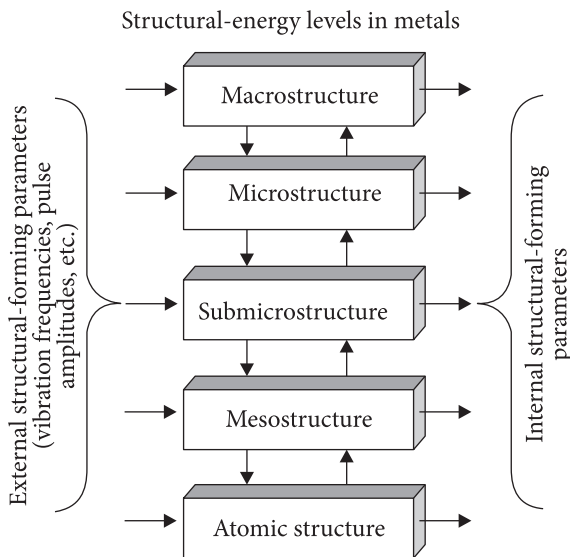 Structural-energy levels in metals
External structural-forming parameters
(vibration frequencies, pulse
amplitudes, etc.)
Macrostructure
Microstructure
Submicrostructure
Mesostructure
Atomic structure
Internal structural-forming
parameters